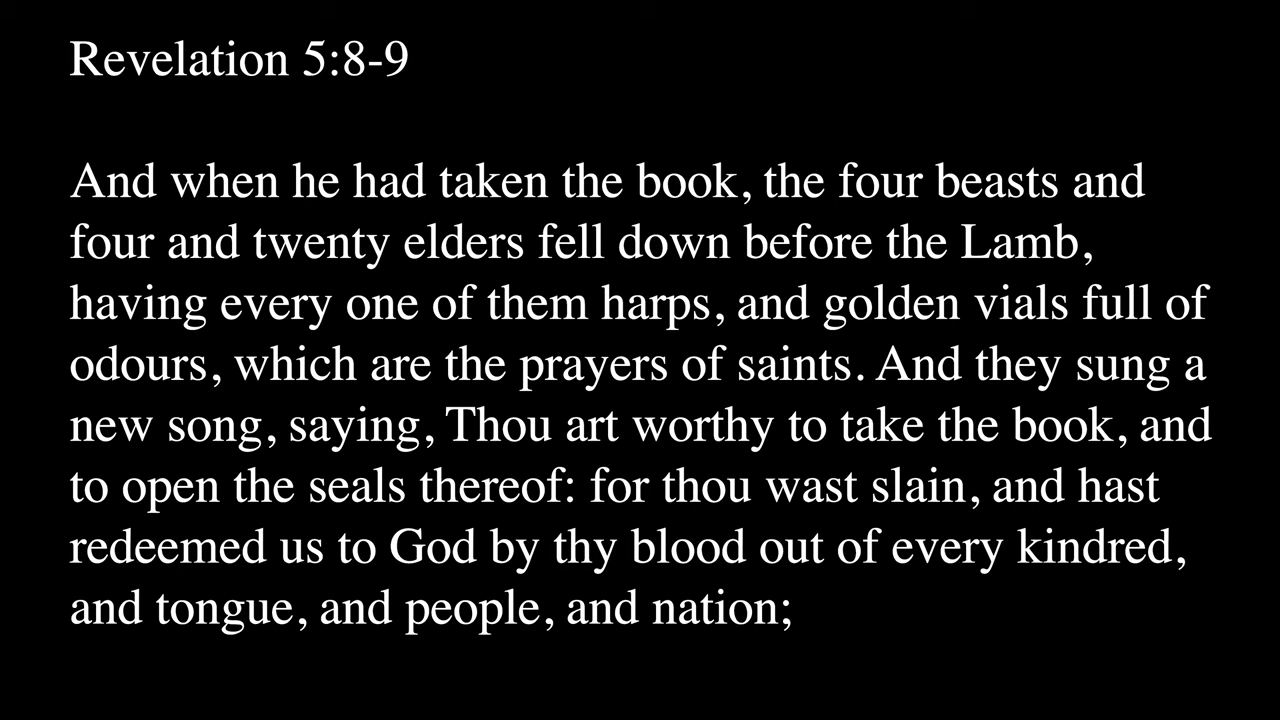 Revelation 5:8-9
And when he had taken the book, the four beasts and
four and twenty elders fell down before the Lamb,
having every one of them harps, and golden vials full of
odours, which are the prayers of saints. And they sung a
new song, saying, Thou art worthy to take the book, and
to open the seals thereof: for thou wast slain, and hast
redeemed us to God by thy blood out of every kindred,
and tongue, and people, and nation;